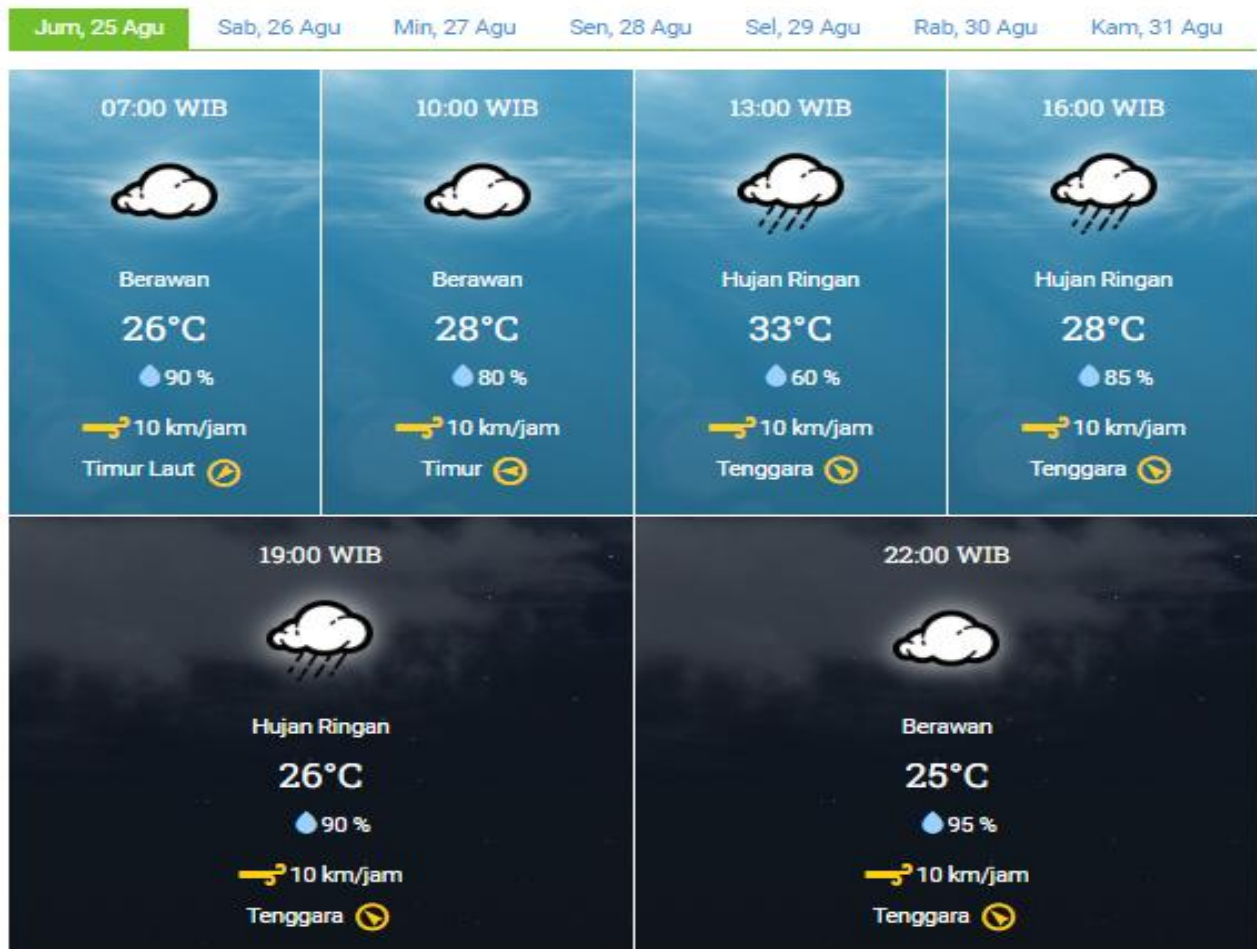 Jum, 25 Agu
Sab, 26 Agu
Min, 27 Agu
Sen, 28 Agu
Sel, 29 Agu
Rab, 30 Agu
Kam, 31 Agu
07:00 WIB
Berawan
26°C
90 %
10 km/jam
Timur Laut
10:00 WIB
Berawan
28°C
80 %
10 km/jam
Timur
13:00 WIB
Hujan Ringan
33°C
60 %
10 km/jam
Tenggara
16:00 WIB
Hujan Ringan
28°C
85 %
10 km/jam
Tenggara
19:00 WIB
Hujan Ringan
26°C
90 %
10 km/jam
Tenggara
22:00 WIB
Berawan
25°C
95 %
10 km/jam
Tenggara